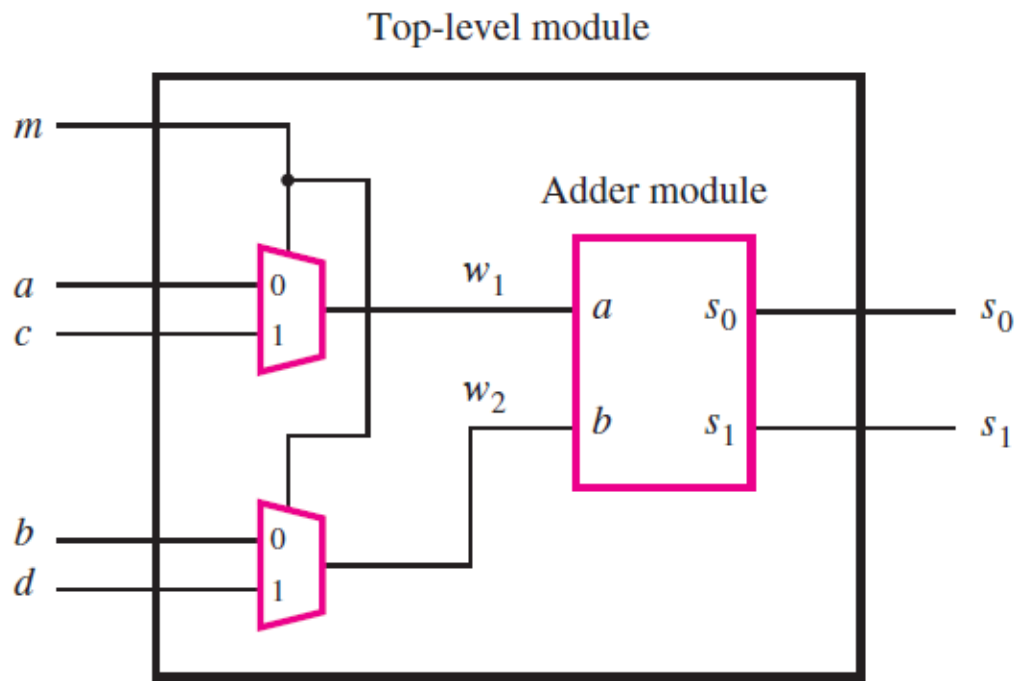 Top-level module
m
Adder module
a
0
w1
a
s0
s0
c
1
w2
b
s1
s1
b
0
d
1